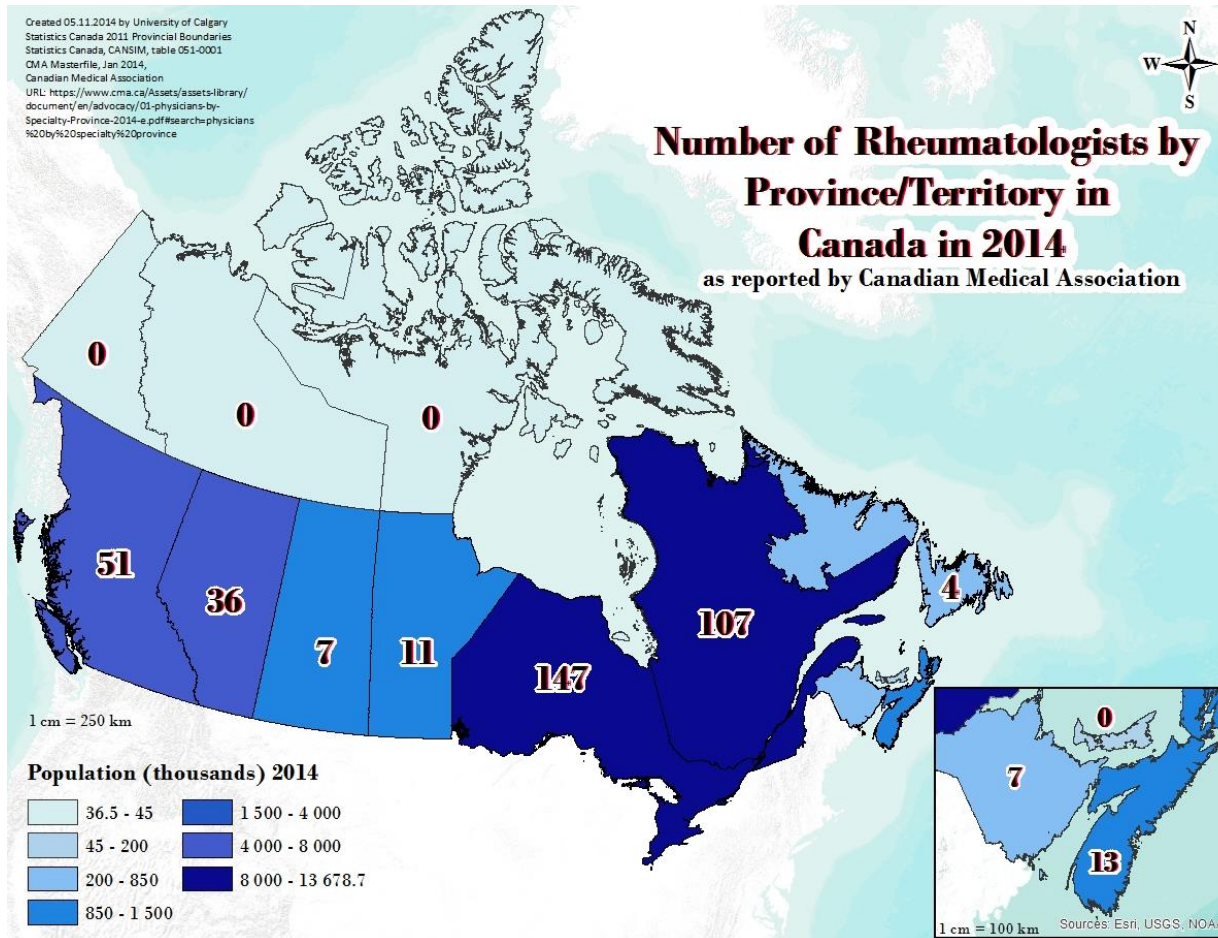 Created 05.11.2014 by University of Calgary
Statistics Canada 2011 Provincial Boundaries
Statistics Canada, CANSIM, table 051-0001
CMA Masterfile, Jan 2014,
Canadian Medical Association
URL: https://www.cma.ca/Assets/assets-library/
document/en/advocacy/01-physicians-by-
Specialty-Province-2014-e.pdf#search=physicians
%20by%20specialty%20province
N
W E
S
Number of Rheumatologists by
Province/Territory in
Canada in 2014
as reported by Canadian Medical Association
0
0
0
51
36
7
11
147
107
4
1 cm = 250 km
Population (thousands) 2014
36.5 - 45
45 - 200
200 - 850
850 - 1 500
1 500 - 4 000
4 000 - 8 000
8 000 - 13 678.7
0
7
13
1 cm = 100 km
Sources: Esri, USGS, NOA